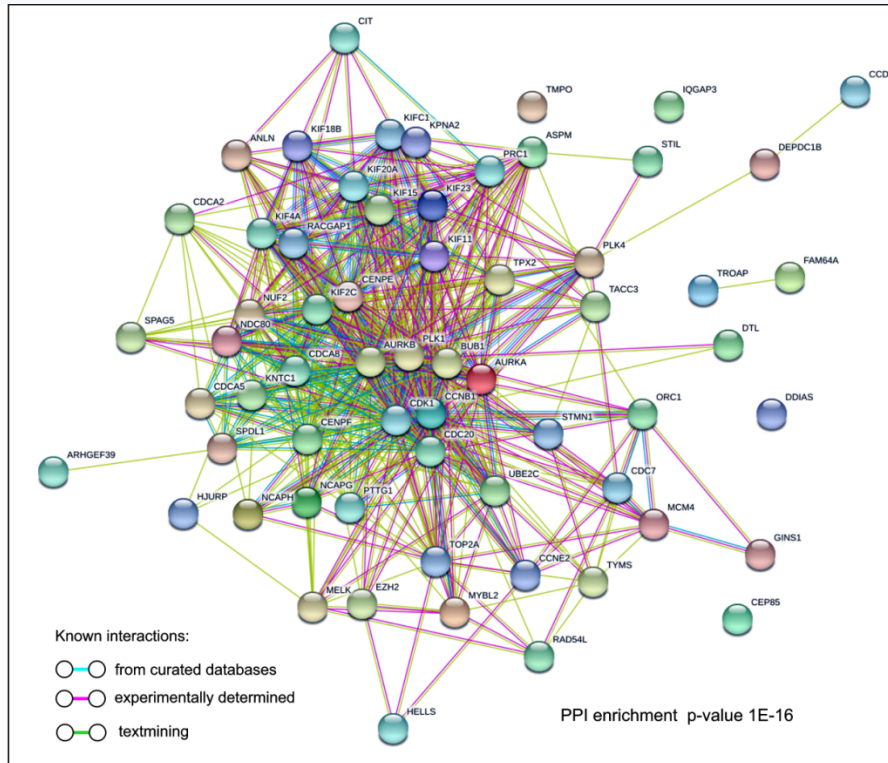 CIT
TMPO
IQGAP3
CCD
ANLN
KIF18B
KIFC1
KPNA2
PRC1
ASPM
STIL
DEPDC1B
CDCA2
KIF20A
KIF15
KIF23
KIF4A
RACGAP1
KIF11
PLK4
TPX2
TROAP
FAM64A
CENPE
NUF2
KIF2C
TACC3
SPAG5
NDC80
AURKB
PLK1
BUB1
DTL
CDCA8
AURKA
CDCA5
KNTC1
CDK1
CCNB1
STMN1
ORC1
DDIAS
SPDL1
CENPF
CDC20
ARHGEF39
HJURP
NCAPH
NCAPG
PTTG1
UBE2C
CDC7
MCM4
GINS1
TOP2A
CCNE2
TYMS
MELK
EZH2
MYBL2
CEP85
RAD54L
HELLS
Known interactions:
from curated databases
experimentally determined
textmining
PPI enrichment p-value 1E-16